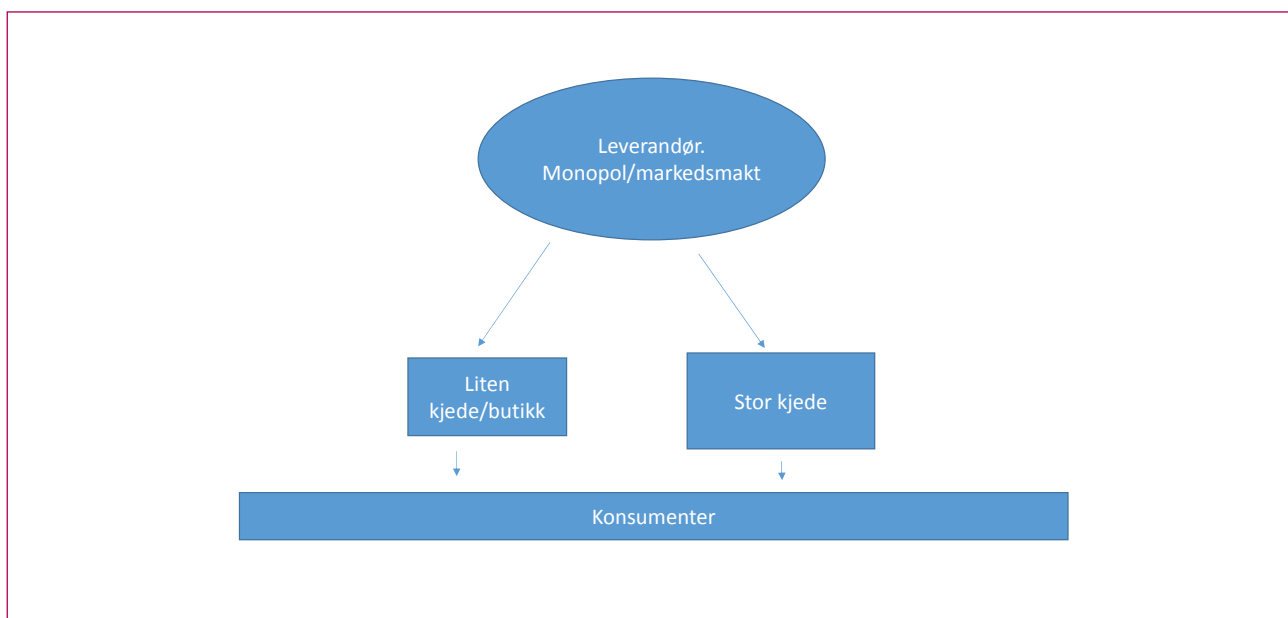 Leverandør.
Monopol/markedsmakt
Liten
kjede/butikk
Stor kjede
Konsumenter